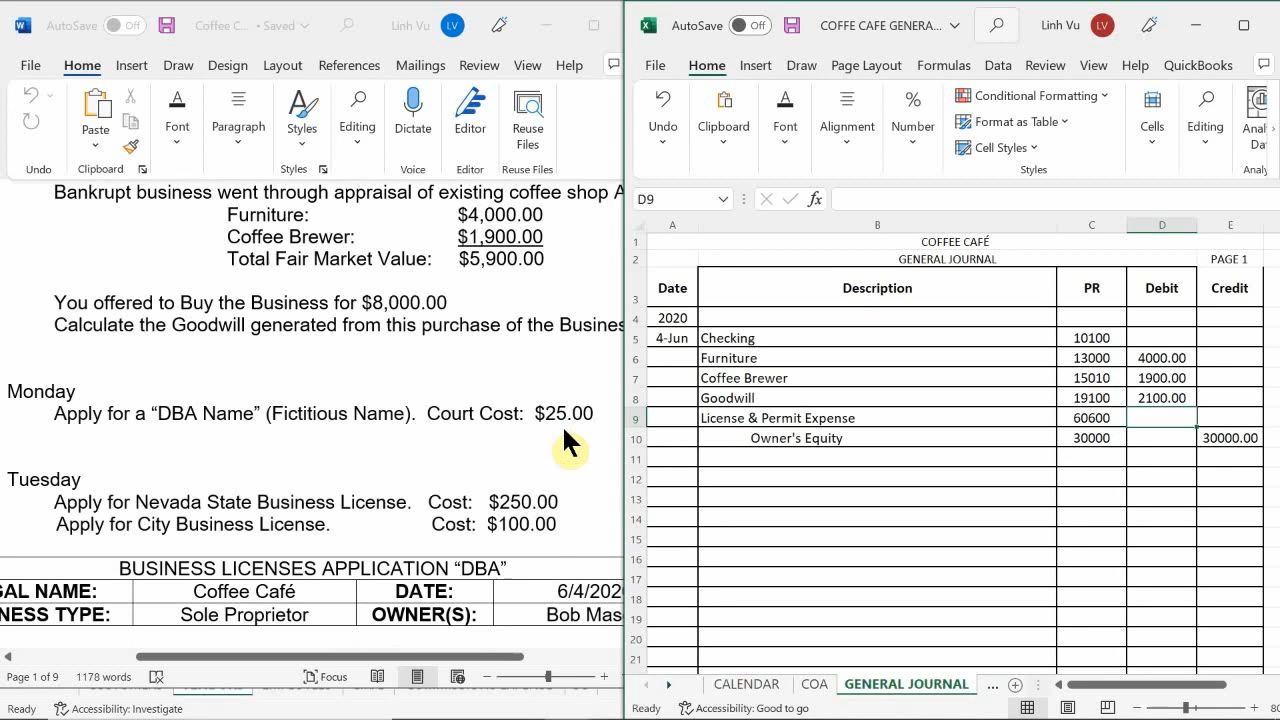 AutoSave Off Coffee C... • Saved Linh Vu LV
File Home Insert Draw Design Layout References Mailings Review View Help
Paste Font Paragraph Styles Editing Dictate Editor Reuse Files
Undo Clipboard Styles Voice Editor Reuse Files
Bankrupt business went through appraisal of existing coffee shop A
Furniture: $4,000.00
Coffee Brewer: $1,900.00
Total Fair Market Value: $5,900.00
You offered to Buy the Business for $8,000.00
Calculate the Goodwill generated from this purchase of the Busines
Monday
Apply for a “DBA Name” (Fictitious Name). Court Cost: $25.00
Tuesday
Apply for Nevada State Business License. Cost: $250.00
Apply for City Business License. Cost: $100.00
BUSINESS LICENSES APPLICATION “DBA”
GAL NAME: Coffee Café DATE: 6/4/202
NESS TYPE: Sole Proprietor OWNER(S): Bob Mas
Page 1 of 9 1178 words Focus
Ready Accessibility: Investigate
AutoSave Off COFFE CAFE GENERA... Linh Vu LV
File Home Insert Draw Page Layout Formulas Data Review View Help QuickBooks
Undo Clipboard Font Alignment Number Conditional Formatting Format as Table Cell Styles Cells Editing Anal Da
Styles Analy
D9 fx
A B C D E
1 COFFEE CAFÉ
2 GENERAL JOURNAL PAGE 1
3 Date Description PR Debit Credit
4 2020
5 4-Jun Checking 10100
6 Furniture 13000 4000.00
7 Coffee Brewer 15010 1900.00
8 Goodwill 19100 2100.00
9 License & Permit Expense 60600
10 Owner's Equity 30000 30000.00
11
12
13
14
15
16
17
18
19
20
21
CALENDAR COA GENERAL JOURNAL ...
Ready Accessibility: Good to go 80